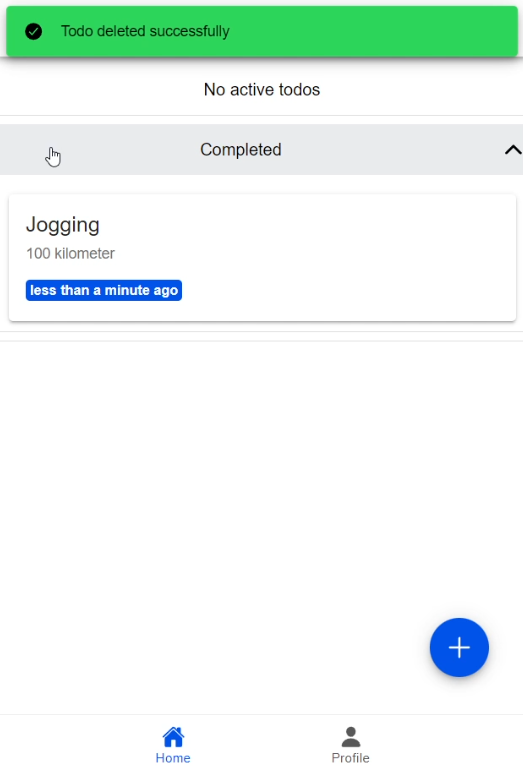 Todo deleted successfully
No active todos
Completed
Jogging
100 kilometer
less than a minute ago
Home
Profile